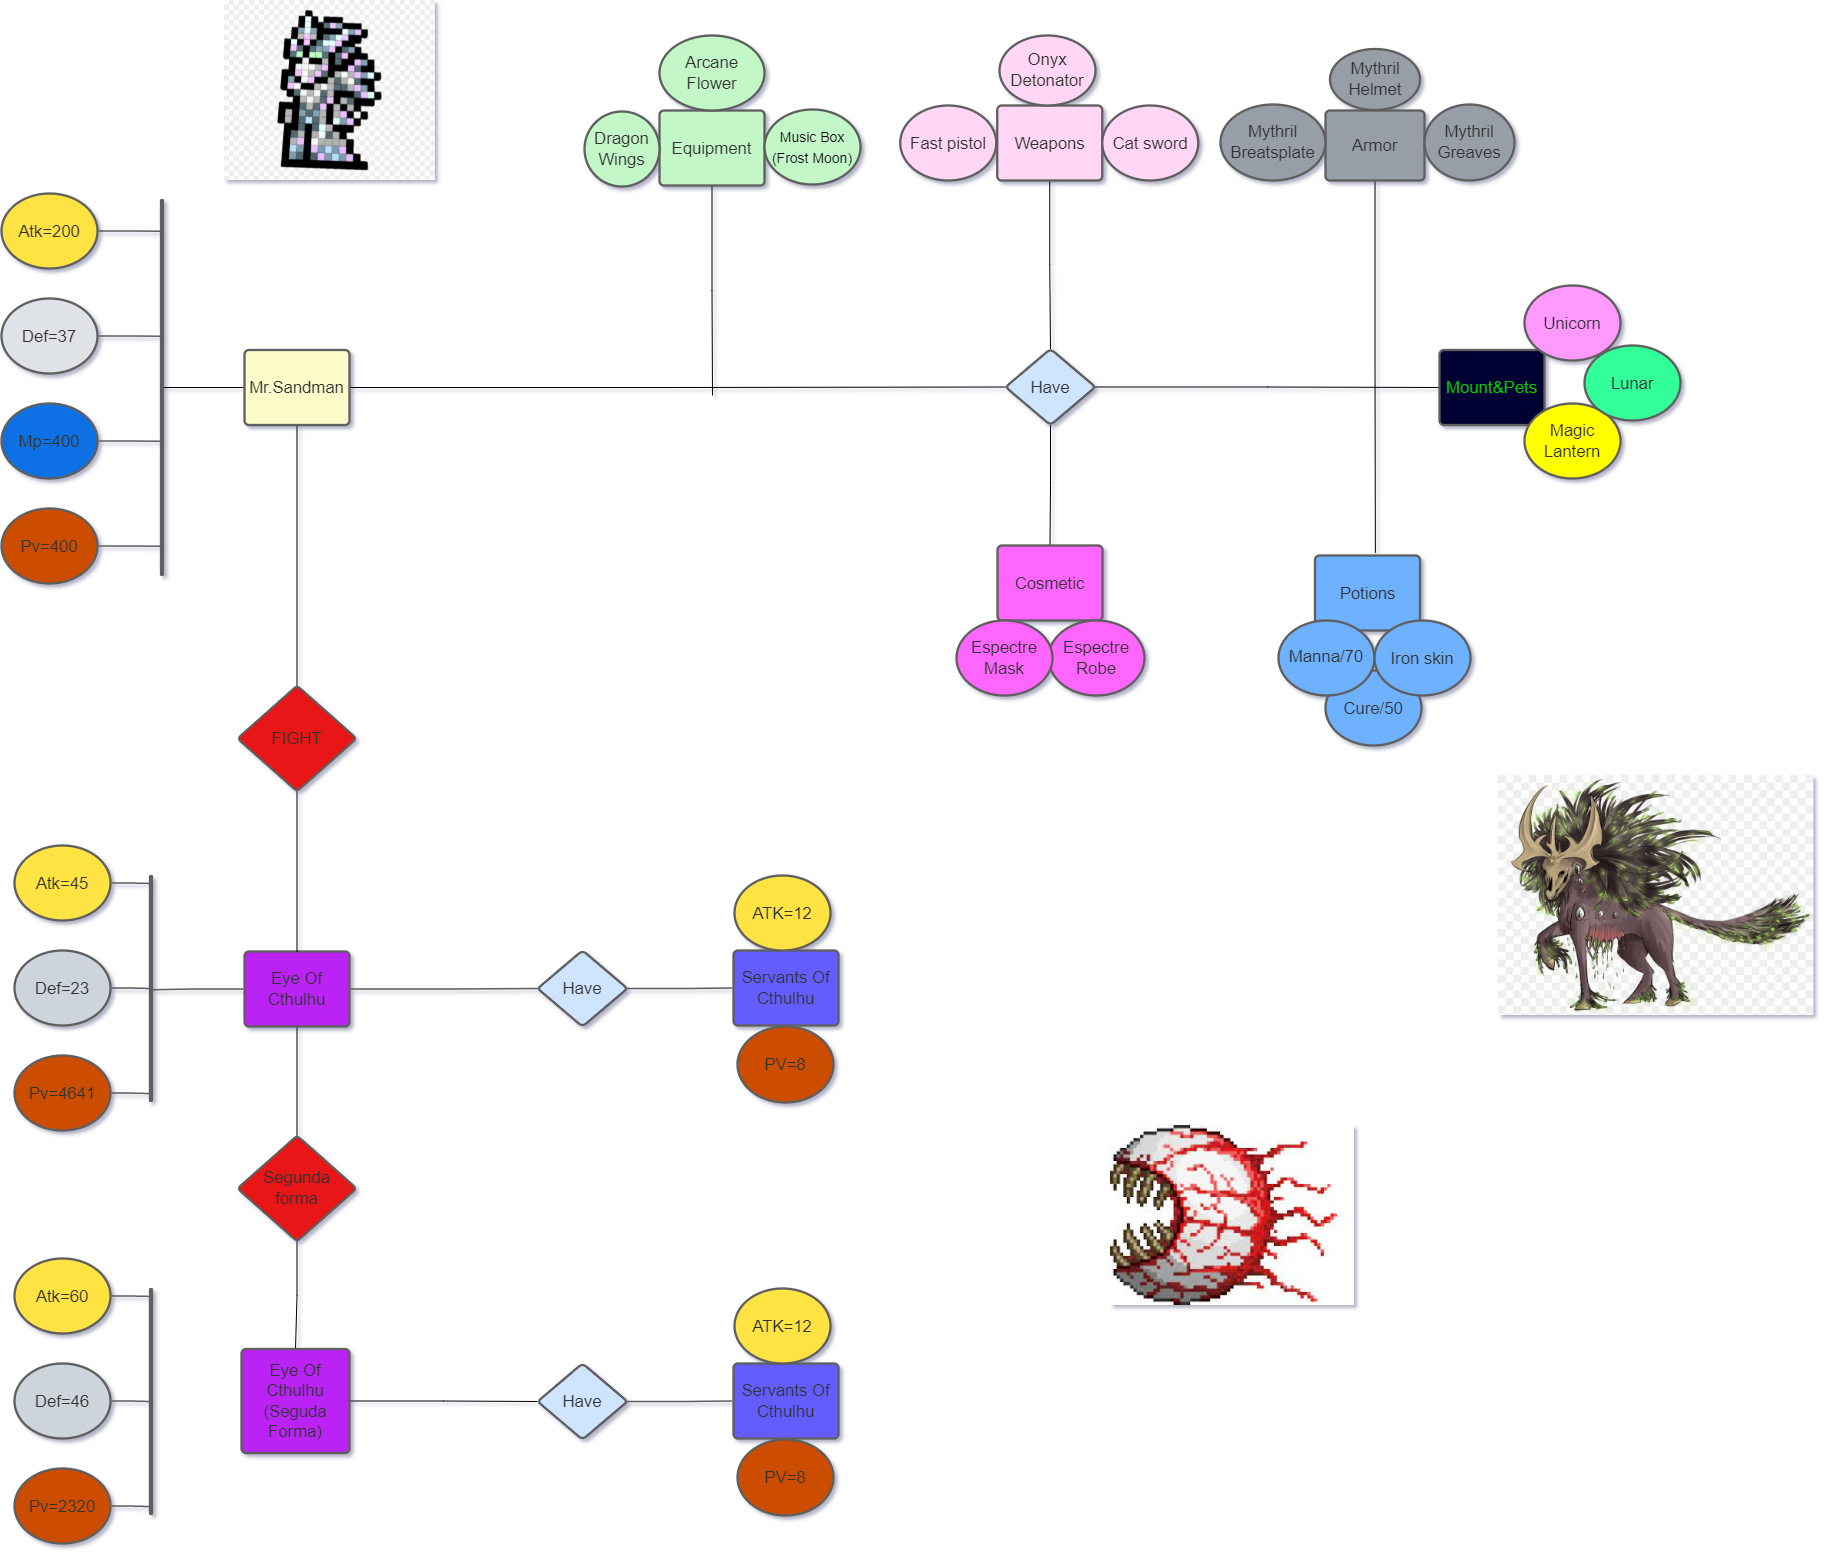 Arcane
Flower
Dragon
Wings
Equipment
Music Box
(Frost Moon)
Onyx
Detonator
Fast pistol
Weapons
Cat sword
Mythril
Helmet
Mythril
Breatsplate
Armor
Mythril
Greaves
Atk=200
Def=37
Mp=400
Pv=400
Mr.Sandman
Have
Mount&Pets
Unicorn
Lunar
Magic
Lantern
Cosmetic
Espectre
Mask
Espectre
Robe
Potions
Manna/70
Iron skin
Cure/50
FIGHT
Atk=45
Def=23
Pv=4641
Eye Of
Cthulhu
Have
ATK=12
Servants Of
Cthulhu
PV=8
Segunda
forma
Atk=60
Def=46
Pv=2320
Eye Of
Cthulhu
(Seguda
Forma)
Have
ATK=12
Servants Of
Cthulhu
PV=8